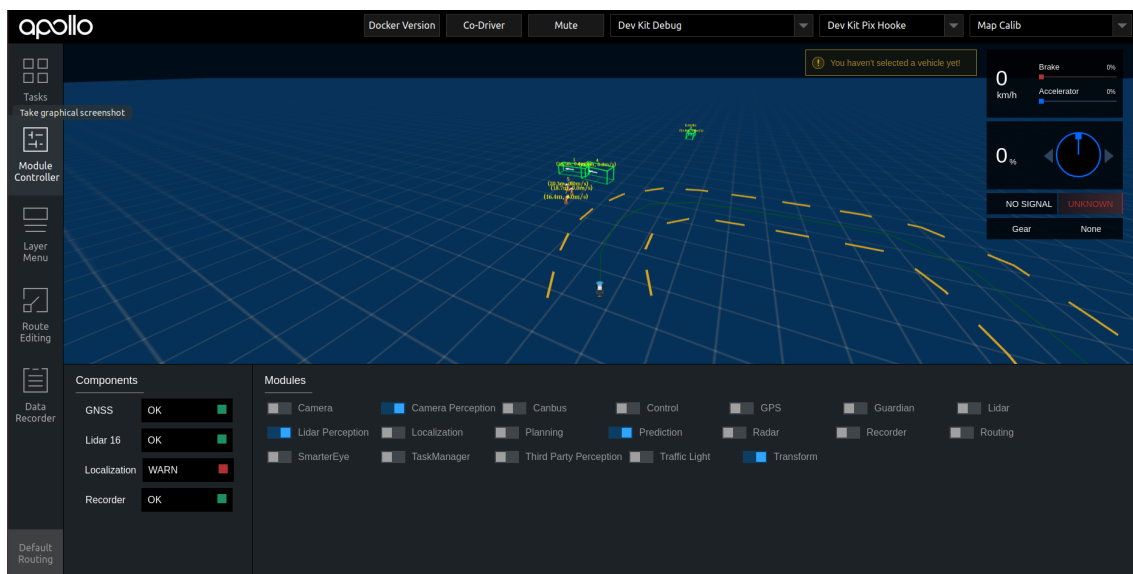 apollo
Docker Version Co-Driver Mute Dev Kit Debug Dev Kit Pix Hooke Map Calib
Tasks
Take graphical screenshot
Module
Controller
Layer
Menu
Route
Editing
Data
Recorder
Default
Routing
You haven't selected a vehicle yet!
0
km/h
Brake 0%
Accelerator 0%
0 %
NO SIGNAL UNKNOWN
Gear None
(16.4m, 0.0m/s)
Components
GNSS OK
Lidar 16 OK
Localization WARN
Recorder OK
Modules
Camera Camera Perception Canbus Control GPS Guardian Lidar
Lidar Perception Localization Planning Prediction Radar Recorder Routing
SmarterEye TaskManager Third Party Perception Traffic Light Transform